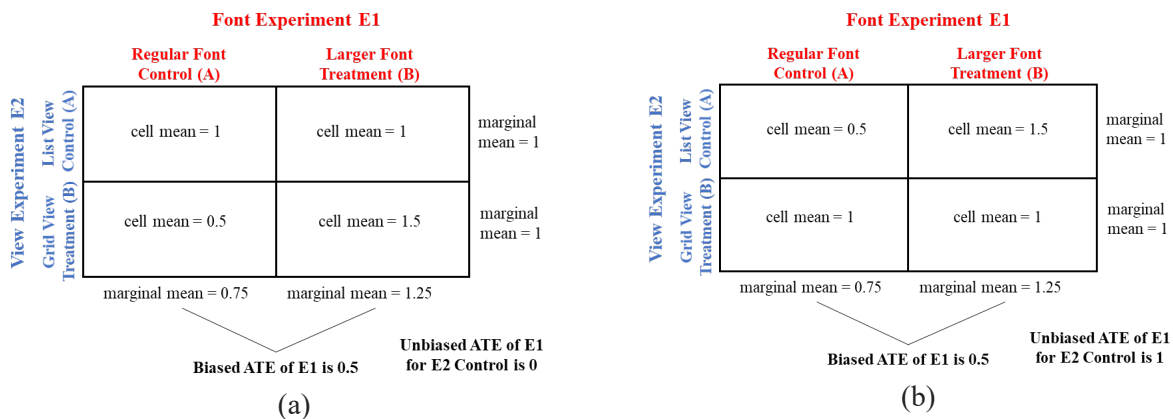 Font Experiment E1
Regular Font
Control (A)
Larger Font
Treatment (B)
View Experiment E2
List View
Control (A)
Grid View
Treatment (B)
cell mean = 1
cell mean = 1
marginal
mean = 1
cell mean = 0.5
cell mean = 1.5
marginal
mean = 1
marginal mean = 0.75
marginal mean = 1.25
Biased ATE of E1 is 0.5
Unbiased ATE of E1
for E2 Control is 0
(a)
Font Experiment E1
Regular Font
Control (A)
Larger Font
Treatment (B)
View Experiment E2
List View
Control (A)
Grid View
Treatment (B)
cell mean = 0.5
cell mean = 1.5
marginal
mean = 1
cell mean = 1
cell mean = 1
marginal
mean = 1
marginal mean = 0.75
marginal mean = 1.25
Biased ATE of E1 is 0.5
Unbiased ATE of E1
for E2 Control is 1
(b)